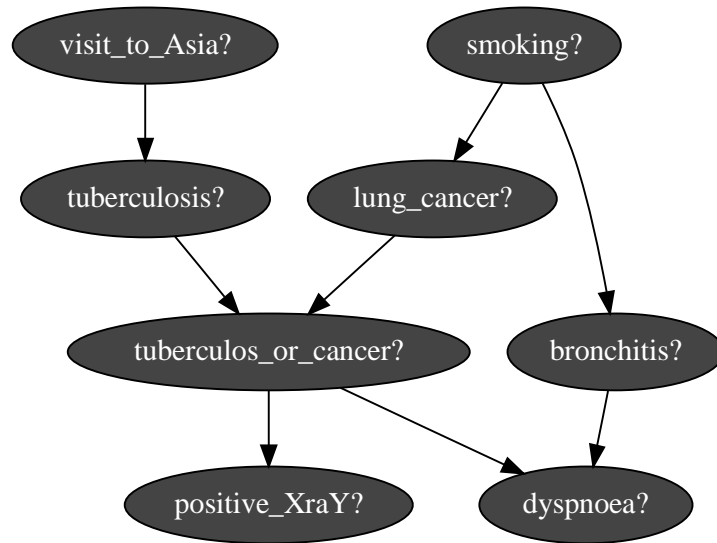 visit_to_Asia?
smoking?
tuberculosis?
lung_cancer?
tuberculos_or_cancer?
bronchitis?
positive_XraY?
dyspnoea?